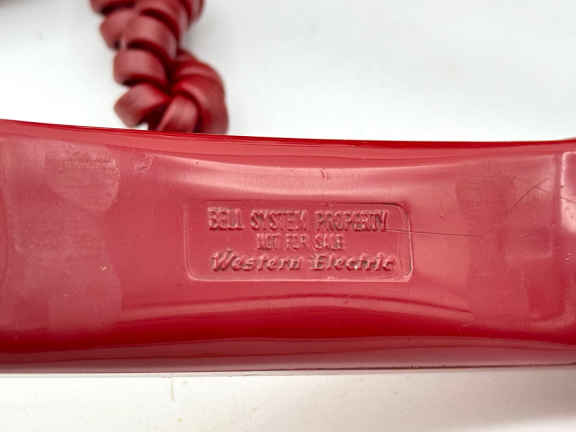 BELL SYSTEM PROPERTY
NOT FOR SALE
Western Electric